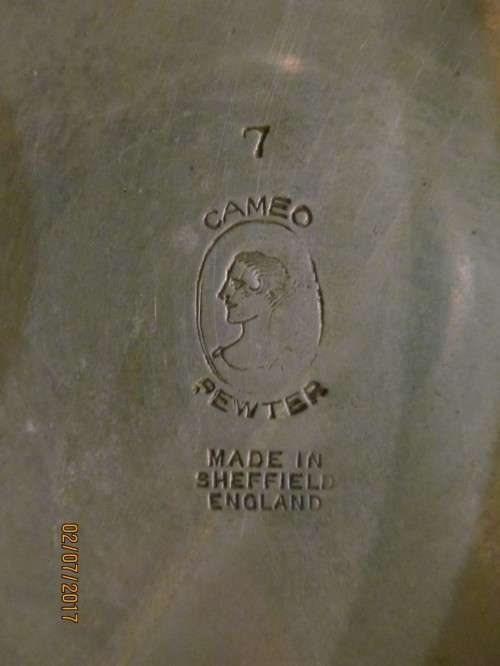 7
CAMEO
PEWTER
MADE IN
SHEFFIELD
ENGLAND
02/07/2017